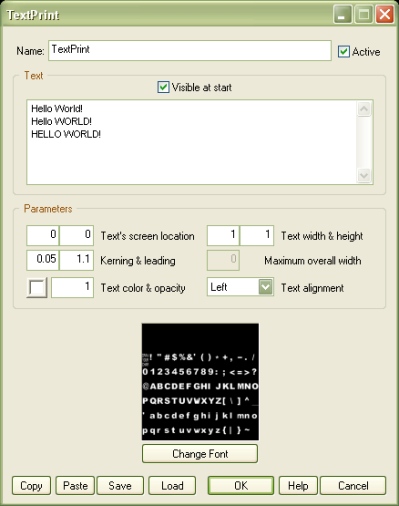 TextPrint
Name: TextPrint Active
Text
Visible at start
Hello World!
Hello WORLD!
HELLO WORLD!
Parameters
0 0 Text's screen location 1 1 Text width & height
0.05 1.1 Kerning & leading 0 Maximum overall width
1 Text color & opacity Left Text alignment
! " # $ % & ' ( ) * + , - . /
0 1 2 3 4 5 6 7 8 9 : ; < = > ?
@ A B C D E F G H I J K L M N O
P Q R S T U V W X Y Z [ \ ] ^ _
' a b c d e f g h i j k l m n o
p q r s t u v w x y z { | } ~
Change Font
Copy Paste Save Load OK Help Cancel